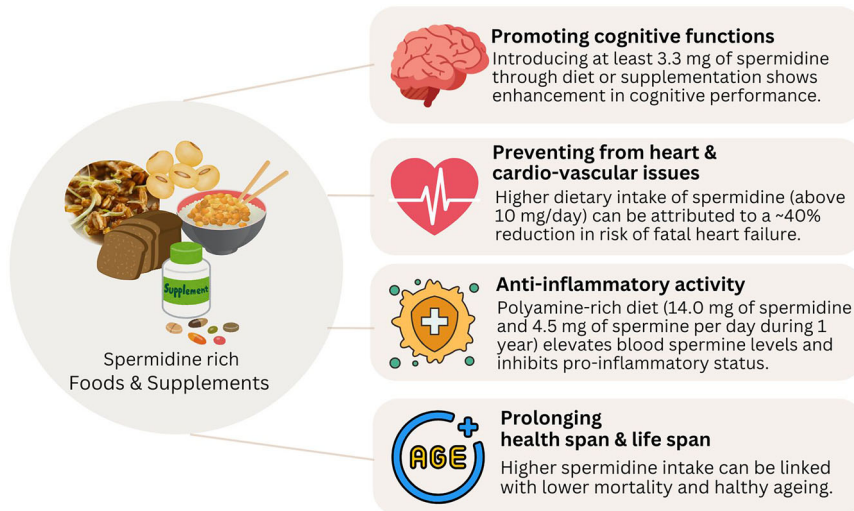 Promoting cognitive functions
Introducing at least 3.3 mg of spermidine
through diet or supplementation shows
enhancement in cognitive performance.
Preventing from heart &
cardio-vascular issues
Higher dietary intake of spermidine (above
10 mg/day) can be attributed to a ~40%
reduction in risk of fatal heart failure.
Supplement
Spermidine rich
Foods & Supplements
Anti-inflammatory activity
Polyamine-rich diet (14.0 mg of spermidine
and 4.5 mg of spermine per day during 1
year) elevates blood spermine levels and
inhibits pro-inflammatory status.
AGE
Prolonging
health span & life span
Higher spermidine intake can be linked
with lower mortality and halthy ageing.